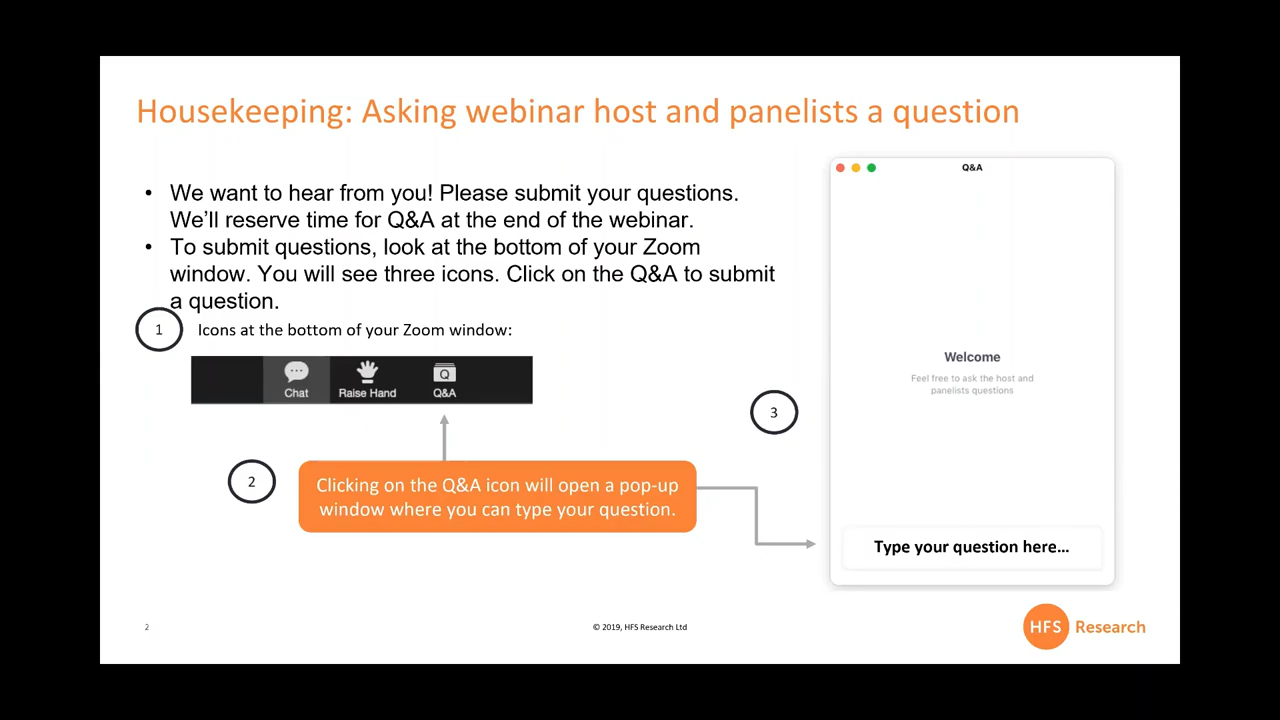 Housekeeping: Asking webinar host and panelists a question
• We want to hear from you! Please submit your questions.
We’ll reserve time for Q&A at the end of the webinar.
• To submit questions, look at the bottom of your Zoom
window. You will see three icons. Click on the Q&A to submit
a question.
1 Icons at the bottom of your Zoom window:
Chat Raise Hand Q Q&A
2
Clicking on the Q&A icon will open a pop-up
window where you can type your question.
3
Q&A
Welcome
Feel free to ask the host and
panelists questions
Type your question here...
2
© 2019, HFS Research Ltd
HFS Research